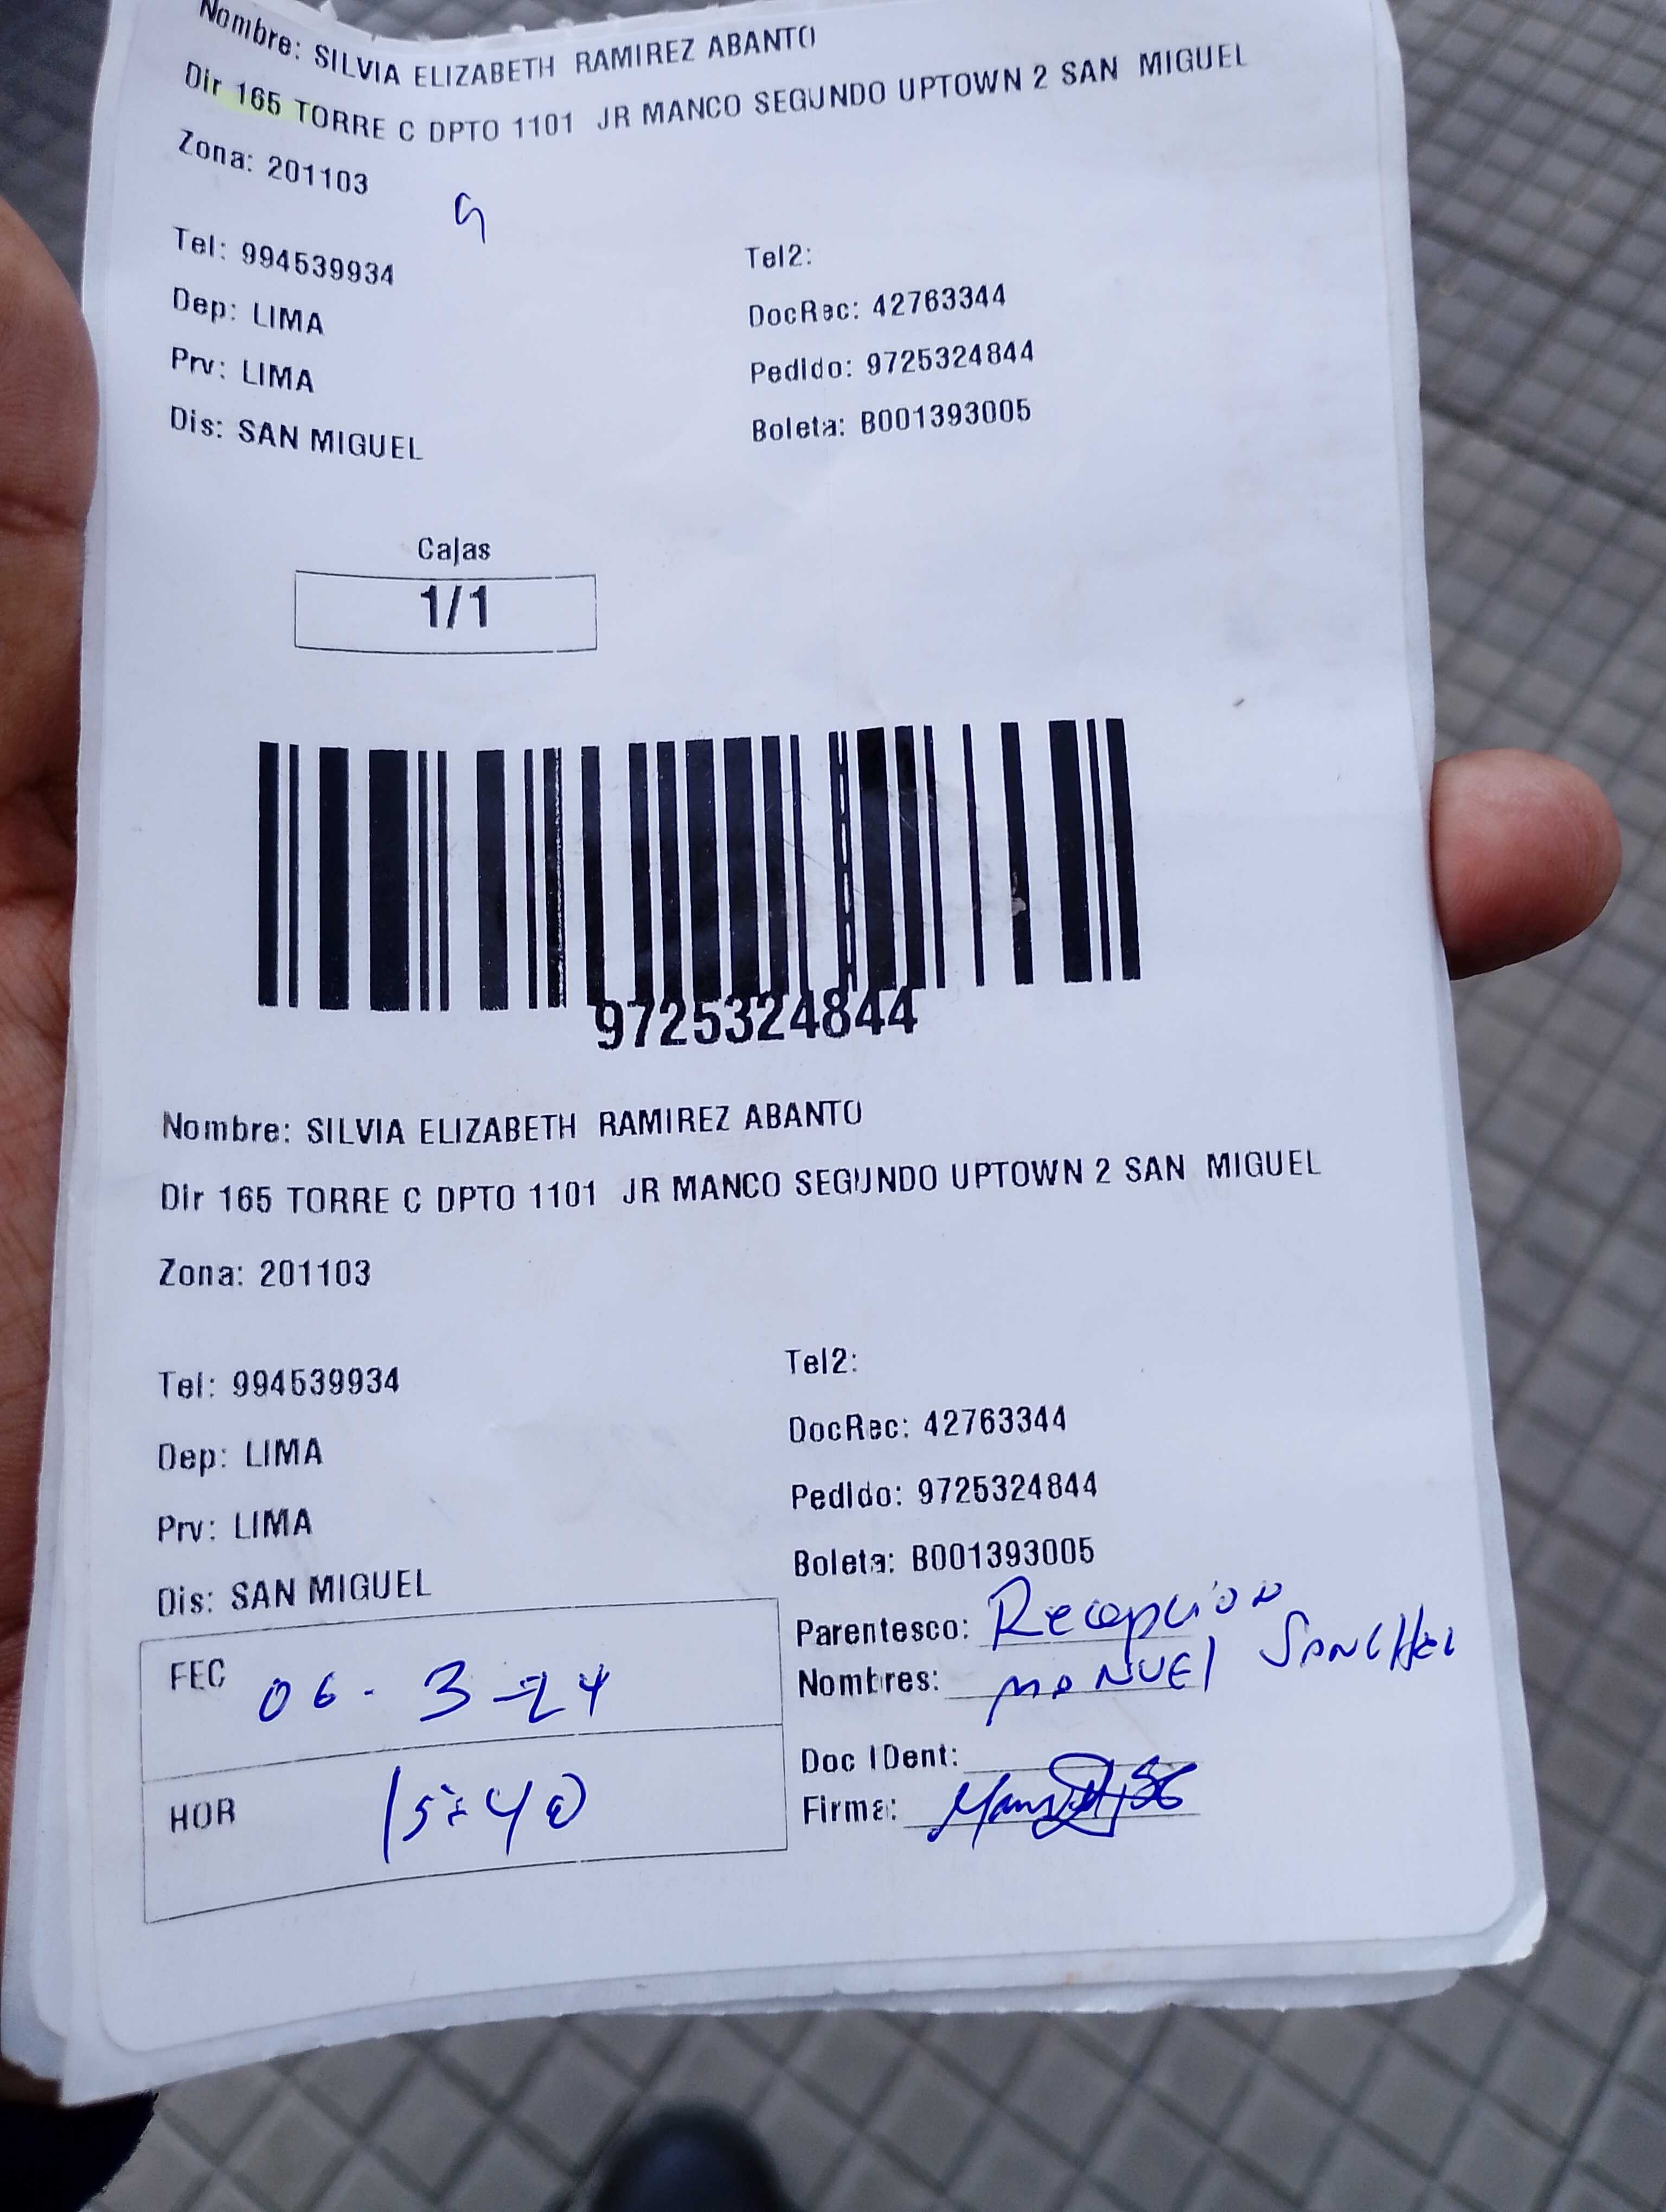 Nombre: SILVIA ELIZABETH RAMIREZ ABANTO
Dir 165 TORRE C DPTO 1101 JR MANCO SEGUNDO UPTOWN 2 SAN MIGUEL
Zona: 201103
9
Tel: 994539934
Tel2:
Dep: LIMA
DocRec: 42763344
Prv: LIMA
Pedido: 9725324844
Dis: SAN MIGUEL
Boleta: B001393005
Cajas
1/1
9725324844
Nombre: SILVIA ELIZABETH RAMIREZ ABANTO
Dir 165 TORRE C DPTO 1101 JR MANCO SEGUNDO UPTOWN 2 SAN MIGUEL
Zona: 201103
Tel: 994539934
Tel2:
Dep: LIMA
DocRec: 42763344
Prv: LIMA
Pedido: 9725324844
Dis: SAN MIGUEL
Boleta: B001393005
FEC 06-3-24
Parentesco: Recepción
Nombres: MANUEL SANCHEZ
HOR 15:40
Doc IDent:
Firma: